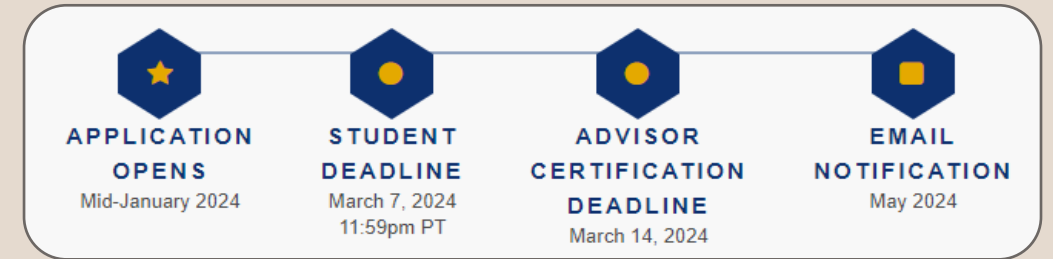 APPLICATION
OPENS
Mid-January 2024
STUDENT
DEADLINE
March 7, 2024
11:59pm PT
ADVISOR
CERTIFICATION
DEADLINE
March 14, 2024
EMAIL
NOTIFICATION
May 2024